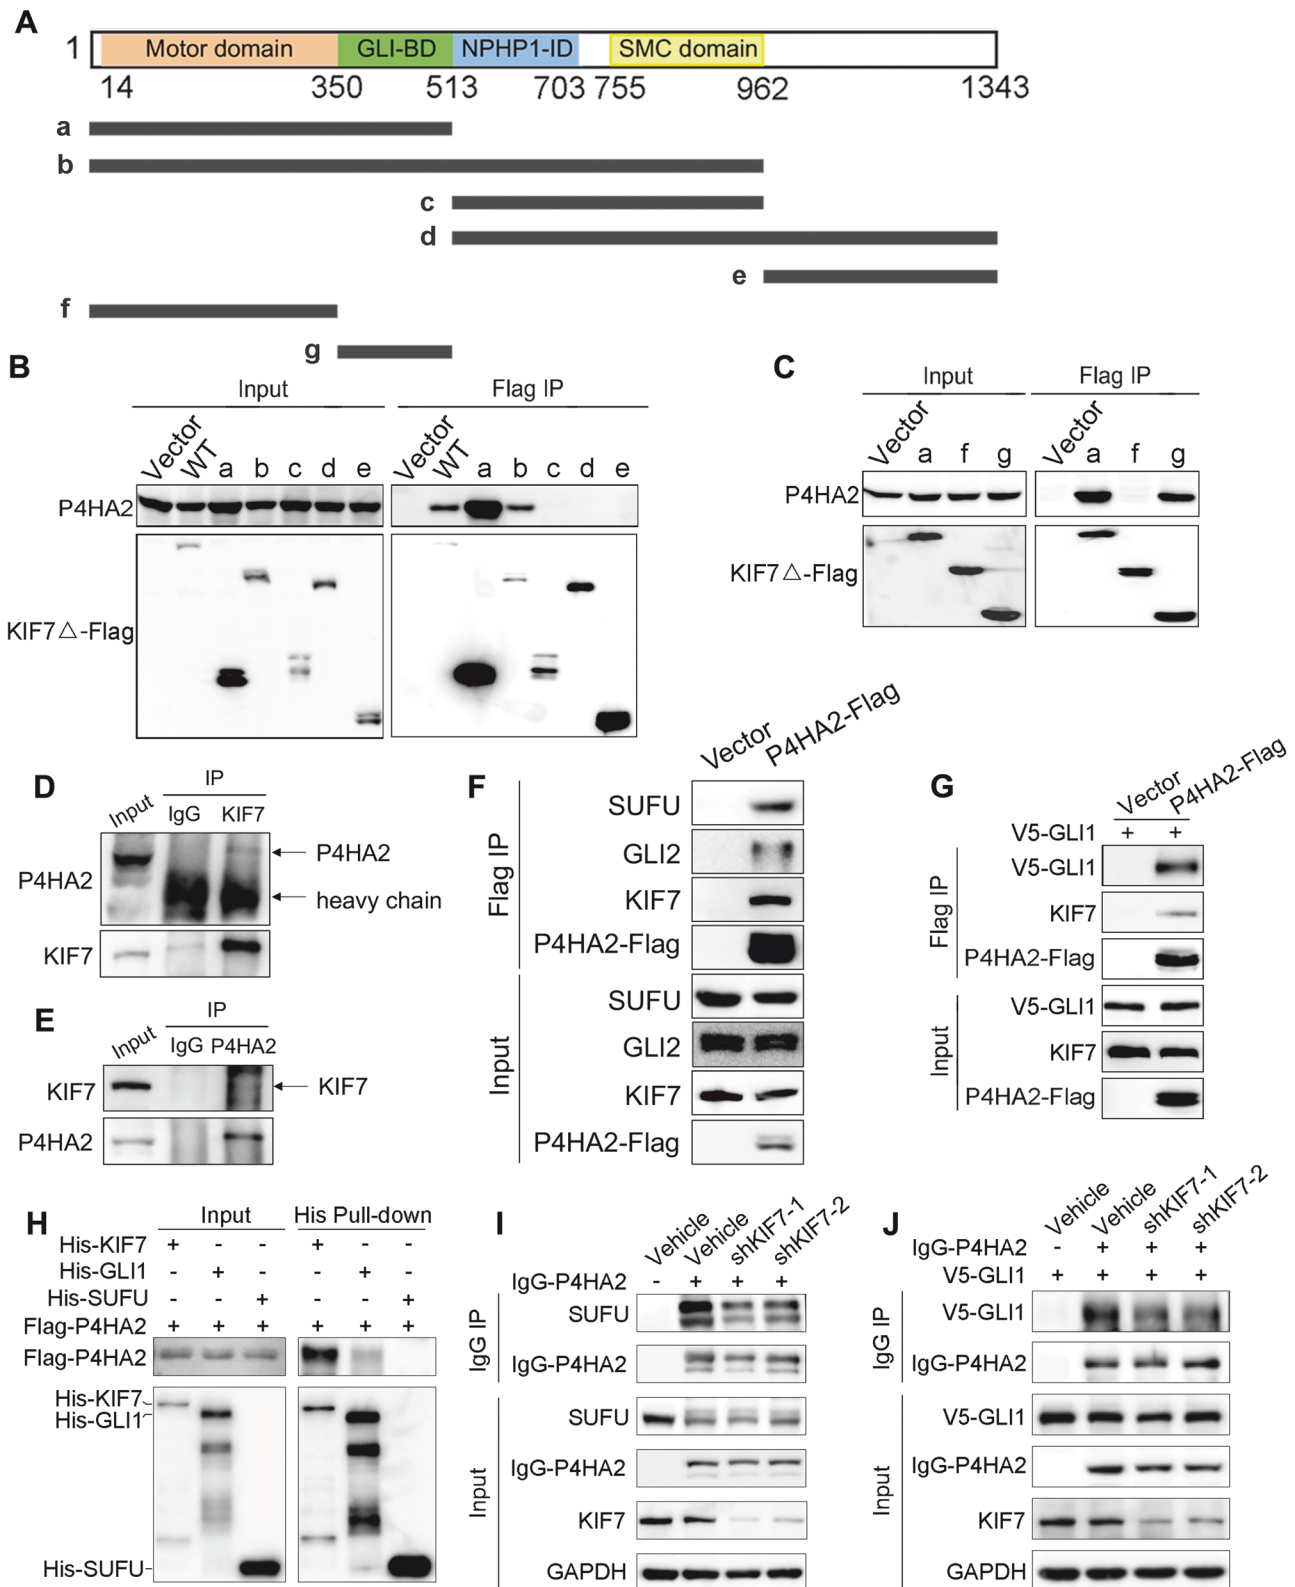 A
1 Motor domain GLI-BD NPHP1-ID SMC domain
14 350 513 703 755 962 1343
a
b
c
d
e
f
g
B
Input Flag IP
Vector WT a b c d e Vector WT a b c d e
P4HA2
KIF7△-Flag
C
Input Flag IP
Vector a f g Vector a f g
P4HA2
KIF7△-Flag
D
IP
Input IgG KIF7
P4HA2 P4HA2
heavy chain
KIF7
E
IP
Input IgG P4HA2
KIF7 KIF7
P4HA2
F
Vector P4HA2-Flag
Flag IP
SUFU
GLI2
KIF7
P4HA2-Flag
Input
SUFU
GLI2
KIF7
P4HA2-Flag
G
Vector P4HA2-Flag
V5-GLI1 + +
Flag IP
V5-GLI1
KIF7
P4HA2-Flag
Input
V5-GLI1
KIF7
P4HA2-Flag
H
Input His Pull-down
His-KIF7 + - - + - -
His-GLI1 - + - - + -
His-SUFU - - + - - +
Flag-P4HA2 + + + + + +
Flag-P4HA2
His-KIF7
His-GLI1
His-SUFU
I
Vehicle Vehicle shKIF7-1 shKIF7-2
IgG-P4HA2 - + + +
IgG IP
SUFU
IgG-P4HA2
Input
SUFU
IgG-P4HA2
KIF7
GAPDH
J
Vehicle Vehicle shKIF7-1 shKIF7-2
IgG-P4HA2 - + + +
V5-GLI1 + + + +
IgG IP
V5-GLI1
IgG-P4HA2
Input
V5-GLI1
IgG-P4HA2
KIF7
GAPDH